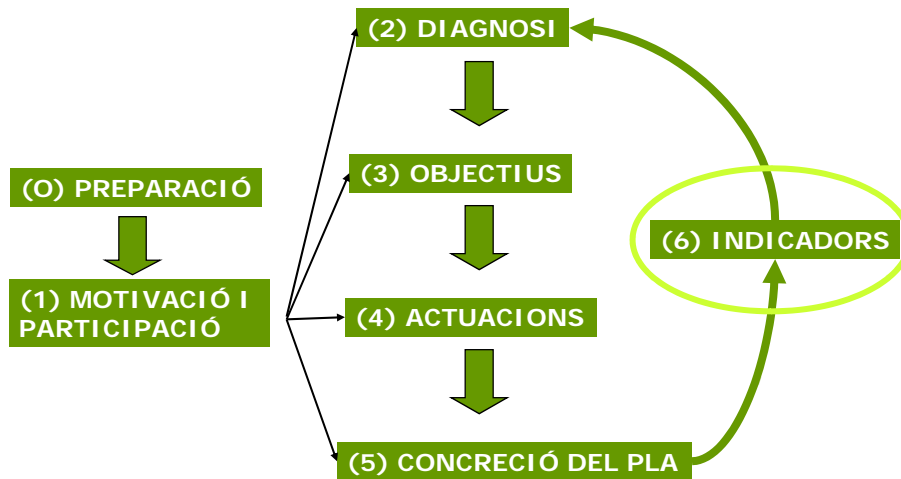 (2) DIAGNOSI
(3) OBJECTIUS
(O) PREPARACIÓ
(6) INDICADORS
(1) MOTIVACIÓ I
PARTICIPACIÓ
(4) ACTUACIONS
(5) CONCRECIÓ DEL PLA